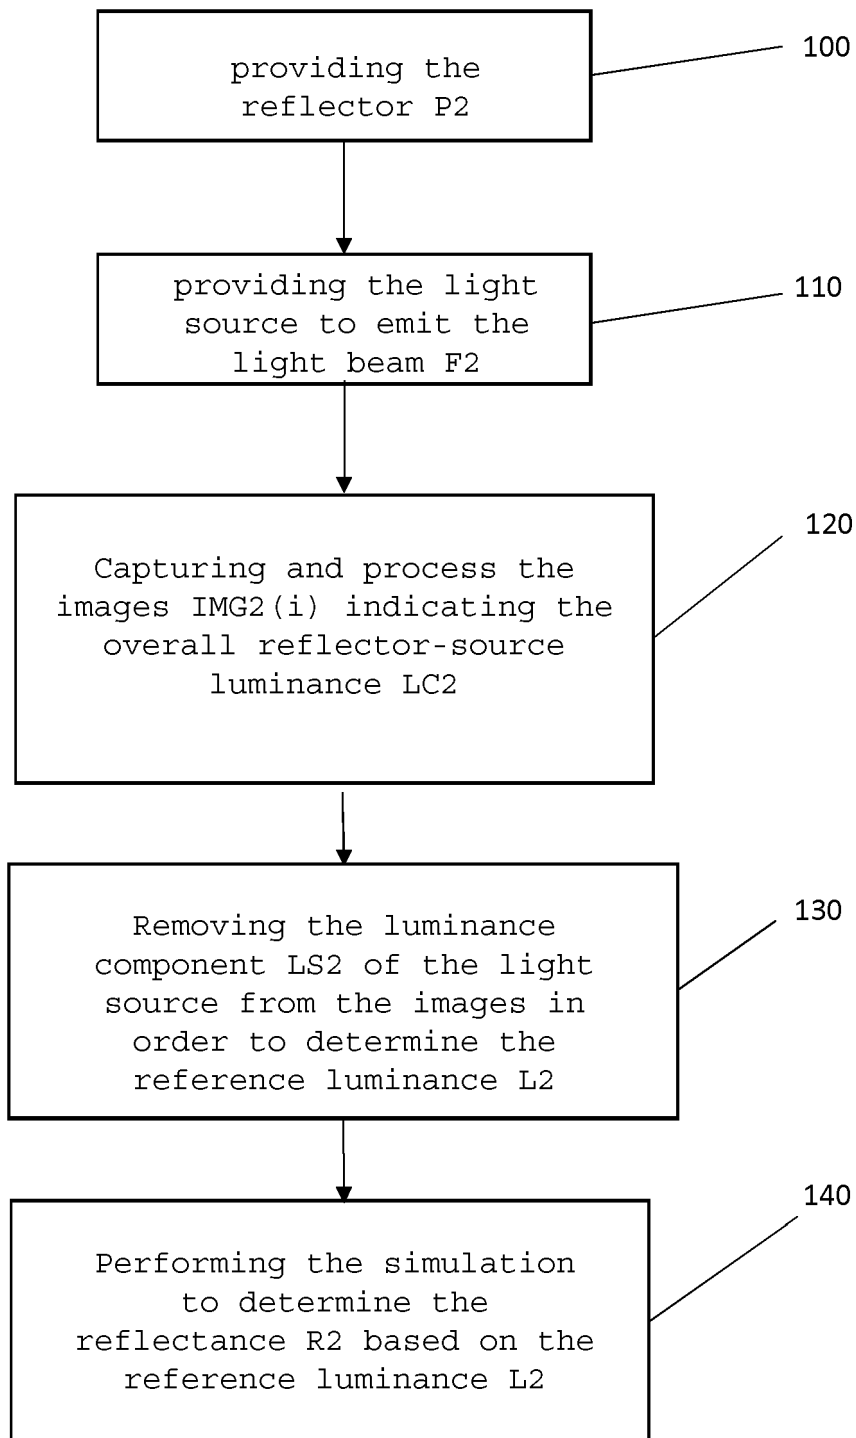 providing the
reflector P2
100
providing the light
source to emit the
light beam F2
110
Capturing and process the
images IMG2(i) indicating the
overall reflector-source
luminance LC2
120
Removing the luminance
component LS2 of the light
source from the images in
order to determine the
reference luminance L2
130
Performing the simulation
to determine the
reflectance R2 based on the
reference luminance L2
140